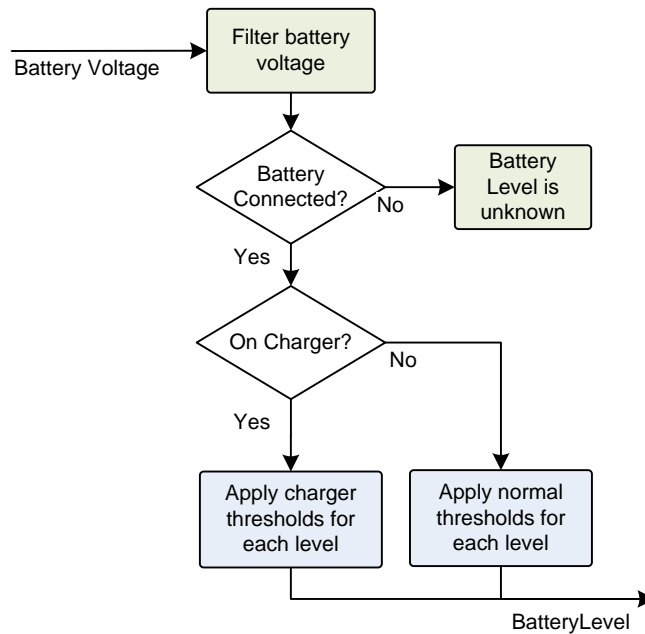 Filter battery
voltage
Battery Voltage
Battery
Connected?
No
Battery
Level is
unknown
Yes
On Charger?
No
Yes
Apply charger
thresholds for
each level
Apply normal
thresholds for
each level
BatteryLevel